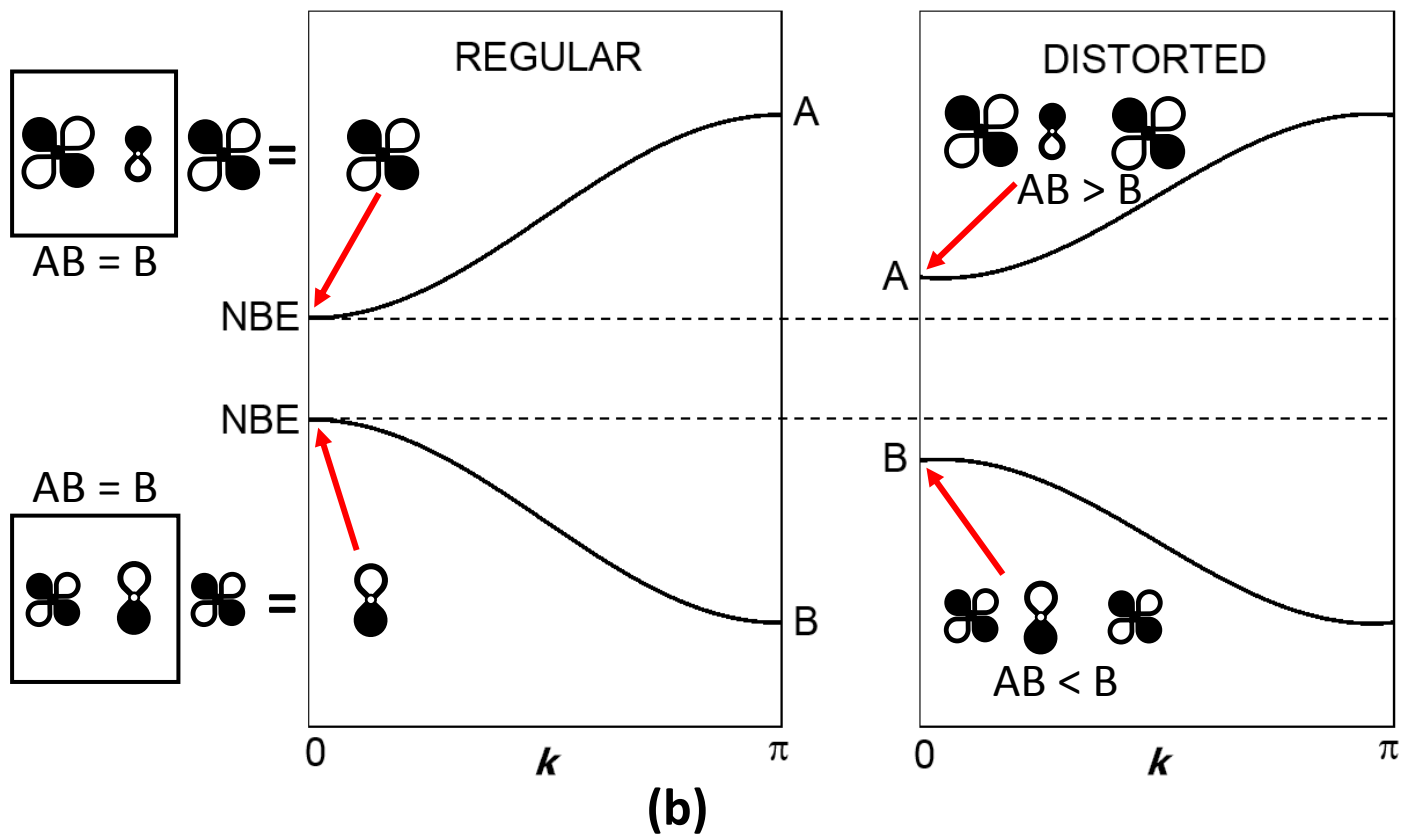 REGULAR
DISTORTED
=
AB = B
A
AB > B
A
NBE
NBE
B
AB = B
=
B
AB < B
0
k
π
0
k
π
(b)